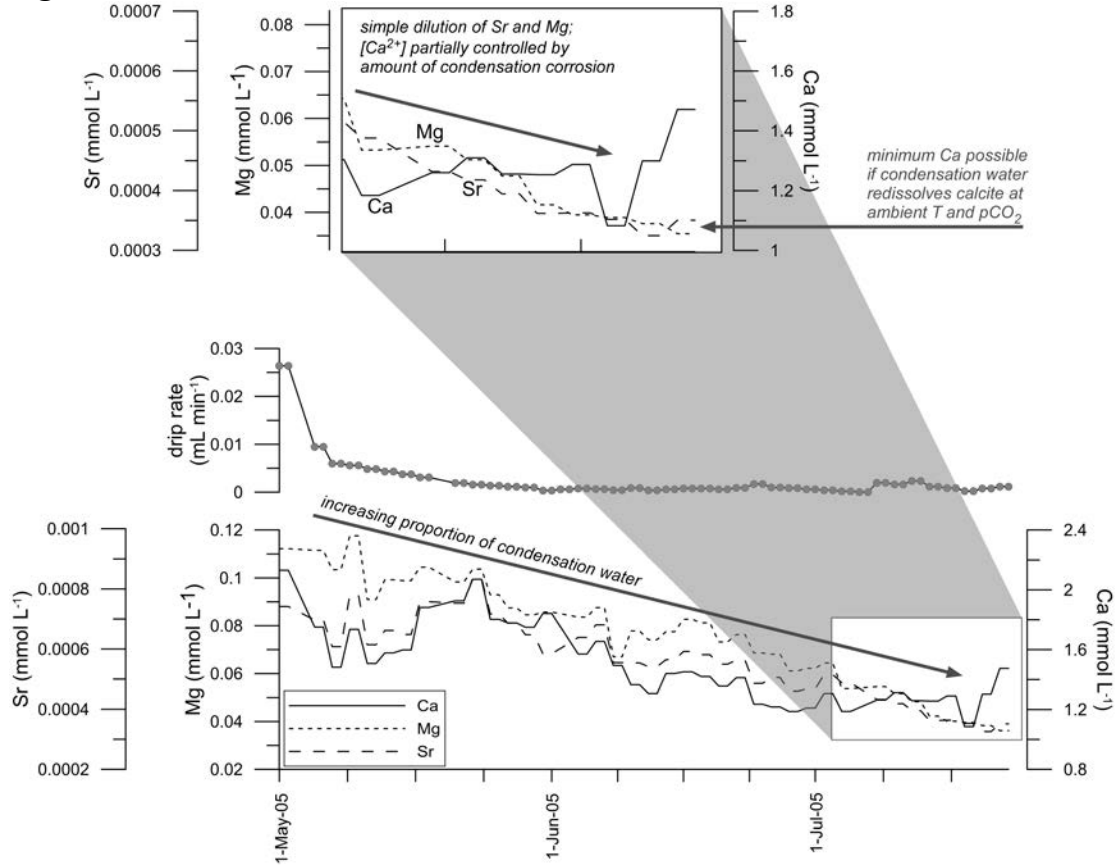 0.0007
0.0006
0.0005
0.0004
0.0003
Sr (mmol L-1)
0.08
0.07
0.06
0.05
0.04
Mg (mmol L-1)
simple dilution of Sr and Mg;
[Ca2+] partially controlled by
amount of condensation corrosion
Mg
Sr
Ca
1.8
1.6
1.4
1.2
1
Ca (mmol L-1)
minimum Ca possible
if condensation water
redissolves calcite at
ambient T and pCO2
0.03
0.02
0.01
0
drip rate
(mL min-1)
increasing proportion of condensation water
0.001
0.0008
0.0006
0.0004
0.0002
Sr (mmol L-1)
0.12
0.1
0.08
0.06
0.04
0.02
Mg (mmol L-1)
Ca
Mg
Sr
2.4
2
1.6
1.2
0.8
Ca (mmol L-1)
1-May-05
1-Jun-05
1-Jul-05